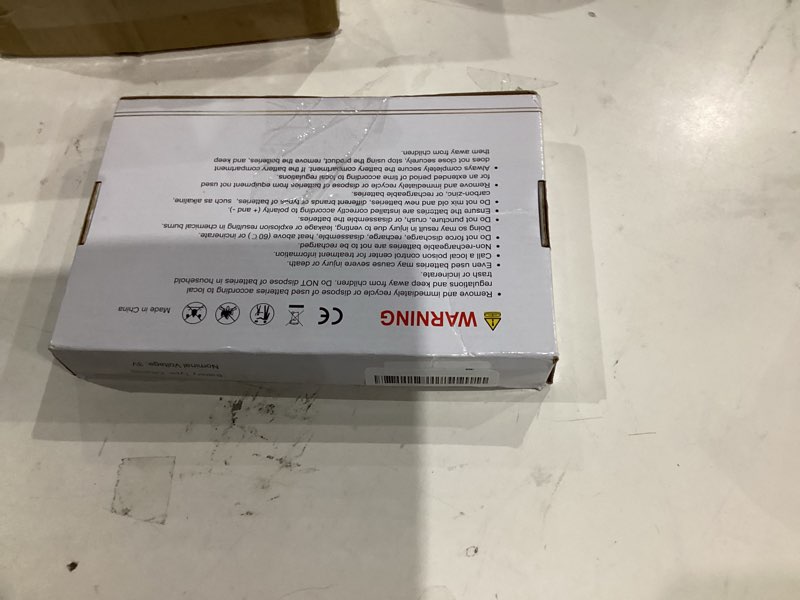 WARNING
CE
Made in China
• Remove and immediately recycle or dispose of used batteries according to local
regulations and keep away from children. Do NOT dispose of batteries in household
or trash or incinerate.
• Even used batteries may cause severe injury or death.
• Call a local poison control center for treatment information.
• Non-rechargeable batteries are not to be recharged.
• Do not force discharge, recharge, disassemble, heat above (60℃) or incinerate.
Doing so may result in injury due to venting, leakage or explosion resulting in chemical burns.
• Do not puncture, crush, or disassemble the batteries.
• Ensure the batteries are installed correctly according to polarity (+ and -).
• Do not mix old and new batteries, different brands or types of batteries, such as alkaline,
carbon-zinc, or rechargeable batteries.
• Remove and immediately recycle or dispose of batteries from equipment not used
for an extended period of time according to local regulations.
• Always completely secure the battery compartment. If the battery compartment
does not close securely, stop using the product, remove the batteries, and keep
them away from children.
Battery Type:
Nominal Voltage: 3V